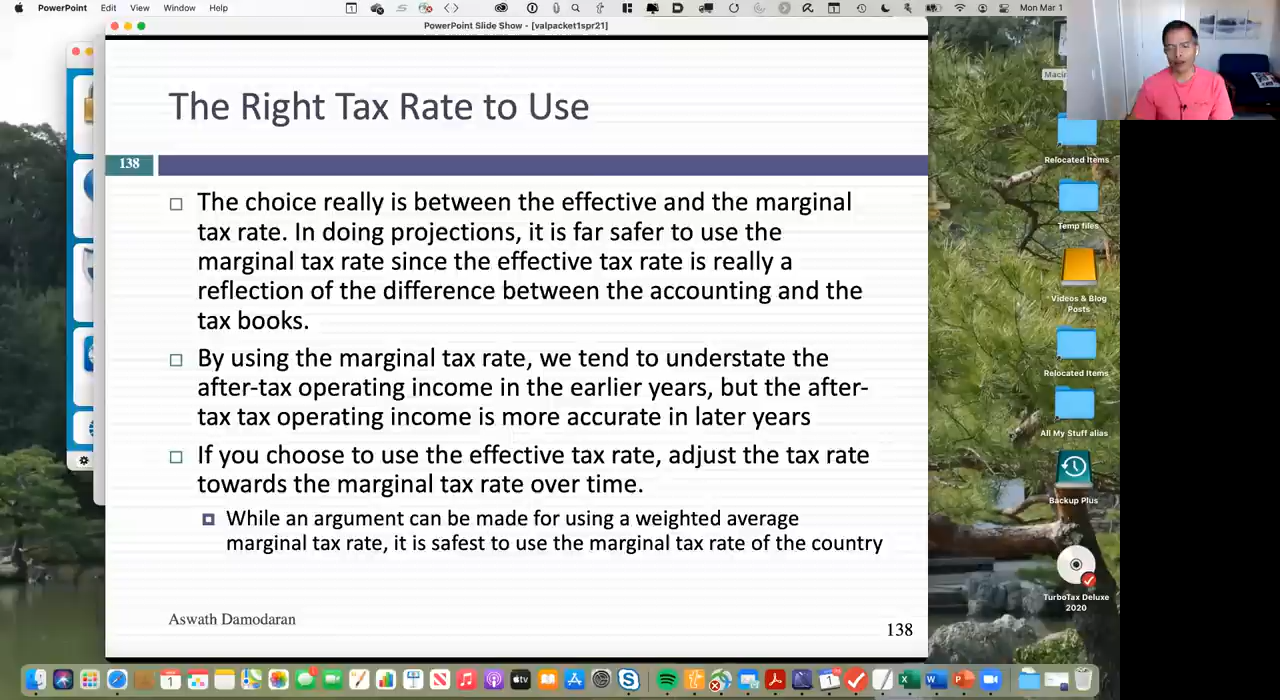 PowerPoint Edit View Window Help
Mon Mar 1
PowerPoint Slide Show - [valpacket1spr21]
The Right Tax Rate to Use
138
The choice really is between the effective and the marginal
tax rate. In doing projections, it is far safer to use the
marginal tax rate since the effective tax rate is really a
reflection of the difference between the accounting and the
tax books.
By using the marginal tax rate, we tend to understate the
after-tax operating income in the earlier years, but the after-
tax tax operating income is more accurate in later years
If you choose to use the effective tax rate, adjust the tax rate
towards the marginal tax rate over time.
While an argument can be made for using a weighted average
marginal tax rate, it is safest to use the marginal tax rate of the country
Aswath Damodaran
138
Relocated Items
Temp files
Videos & Blog
Posts
Relocated Items
All My Stuff alias
Backup Plus
TurboTax Deluxe
2020